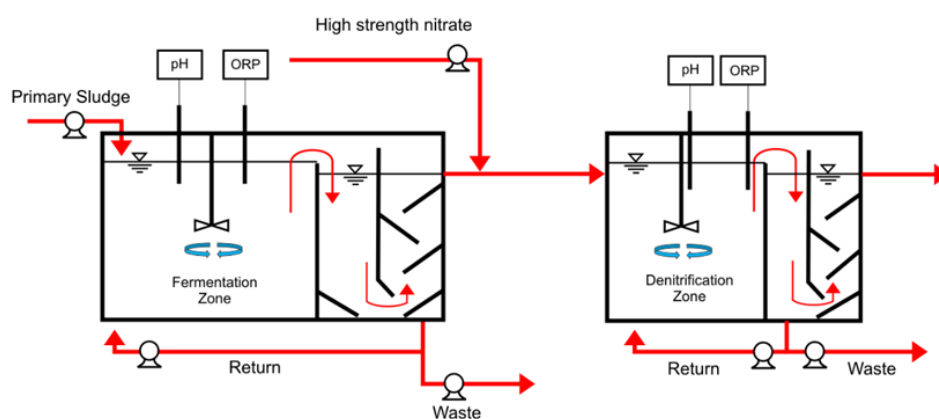 High strength nitrate
pH
ORP
pH
ORP
Primary Sludge
Fermentation
Zone
Denitrification
Zone
Return
Waste
Return
Waste